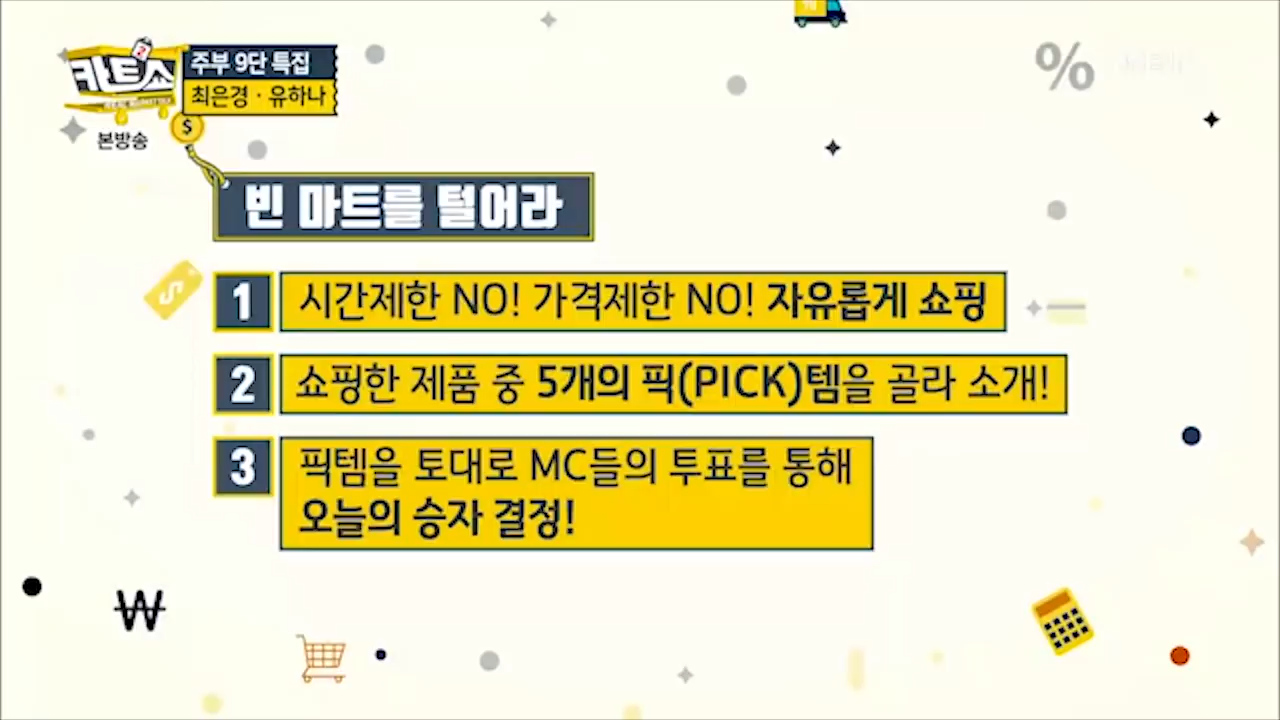 카트쇼
2
주부 9단 특집
최은경 · 유하나
본방송
빈 마트를 털어라
1 시간제한 NO! 가격제한 NO! 자유롭게 쇼핑
2 쇼핑한 제품 중 5개의 픽(PICK)템을 골라 소개!
3 픽템을 토대로 MC들의 투표를 통해
오늘의 승자 결정!